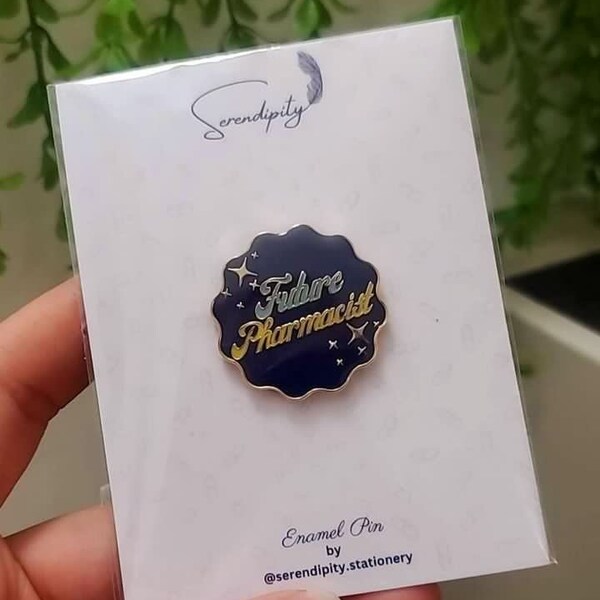 Serendipity
Future
Pharmacist
Enamel Pin
by
@serendipity.stationery